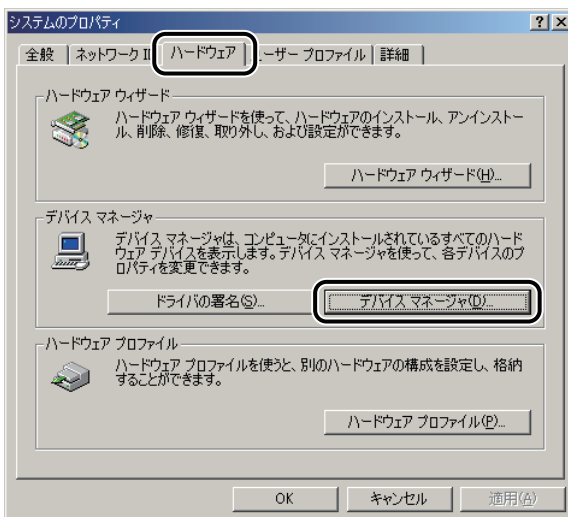 システムのプロパティ
全般 ネットワーク ハードウェア ーザー プロファイル 詳細
ハードウェア ウィザード
ハードウェア ウィザードを使って、ハードウェアのインストール、アンインストー
ル、削除、修復、取り外し、および設定ができます。
ハードウェア ウィザード(H)...
デバイス マネージャ
デバイス マネージャは、コンピュータにインストールされているすべてのハード
ウェア デバイスを表示します。デバイス マネージャを使って、各デバイスのプ
ロパティを変更できます。
ドライバの署名(S)... デバイス マネージャ(D)...
ハードウェア プロファイル
ハードウェア プロファイルを使うと、別のハードウェアの構成を設定し、格納
することができます。
ハードウェア プロファイル(P)...
OK キャンセル 適用(A)